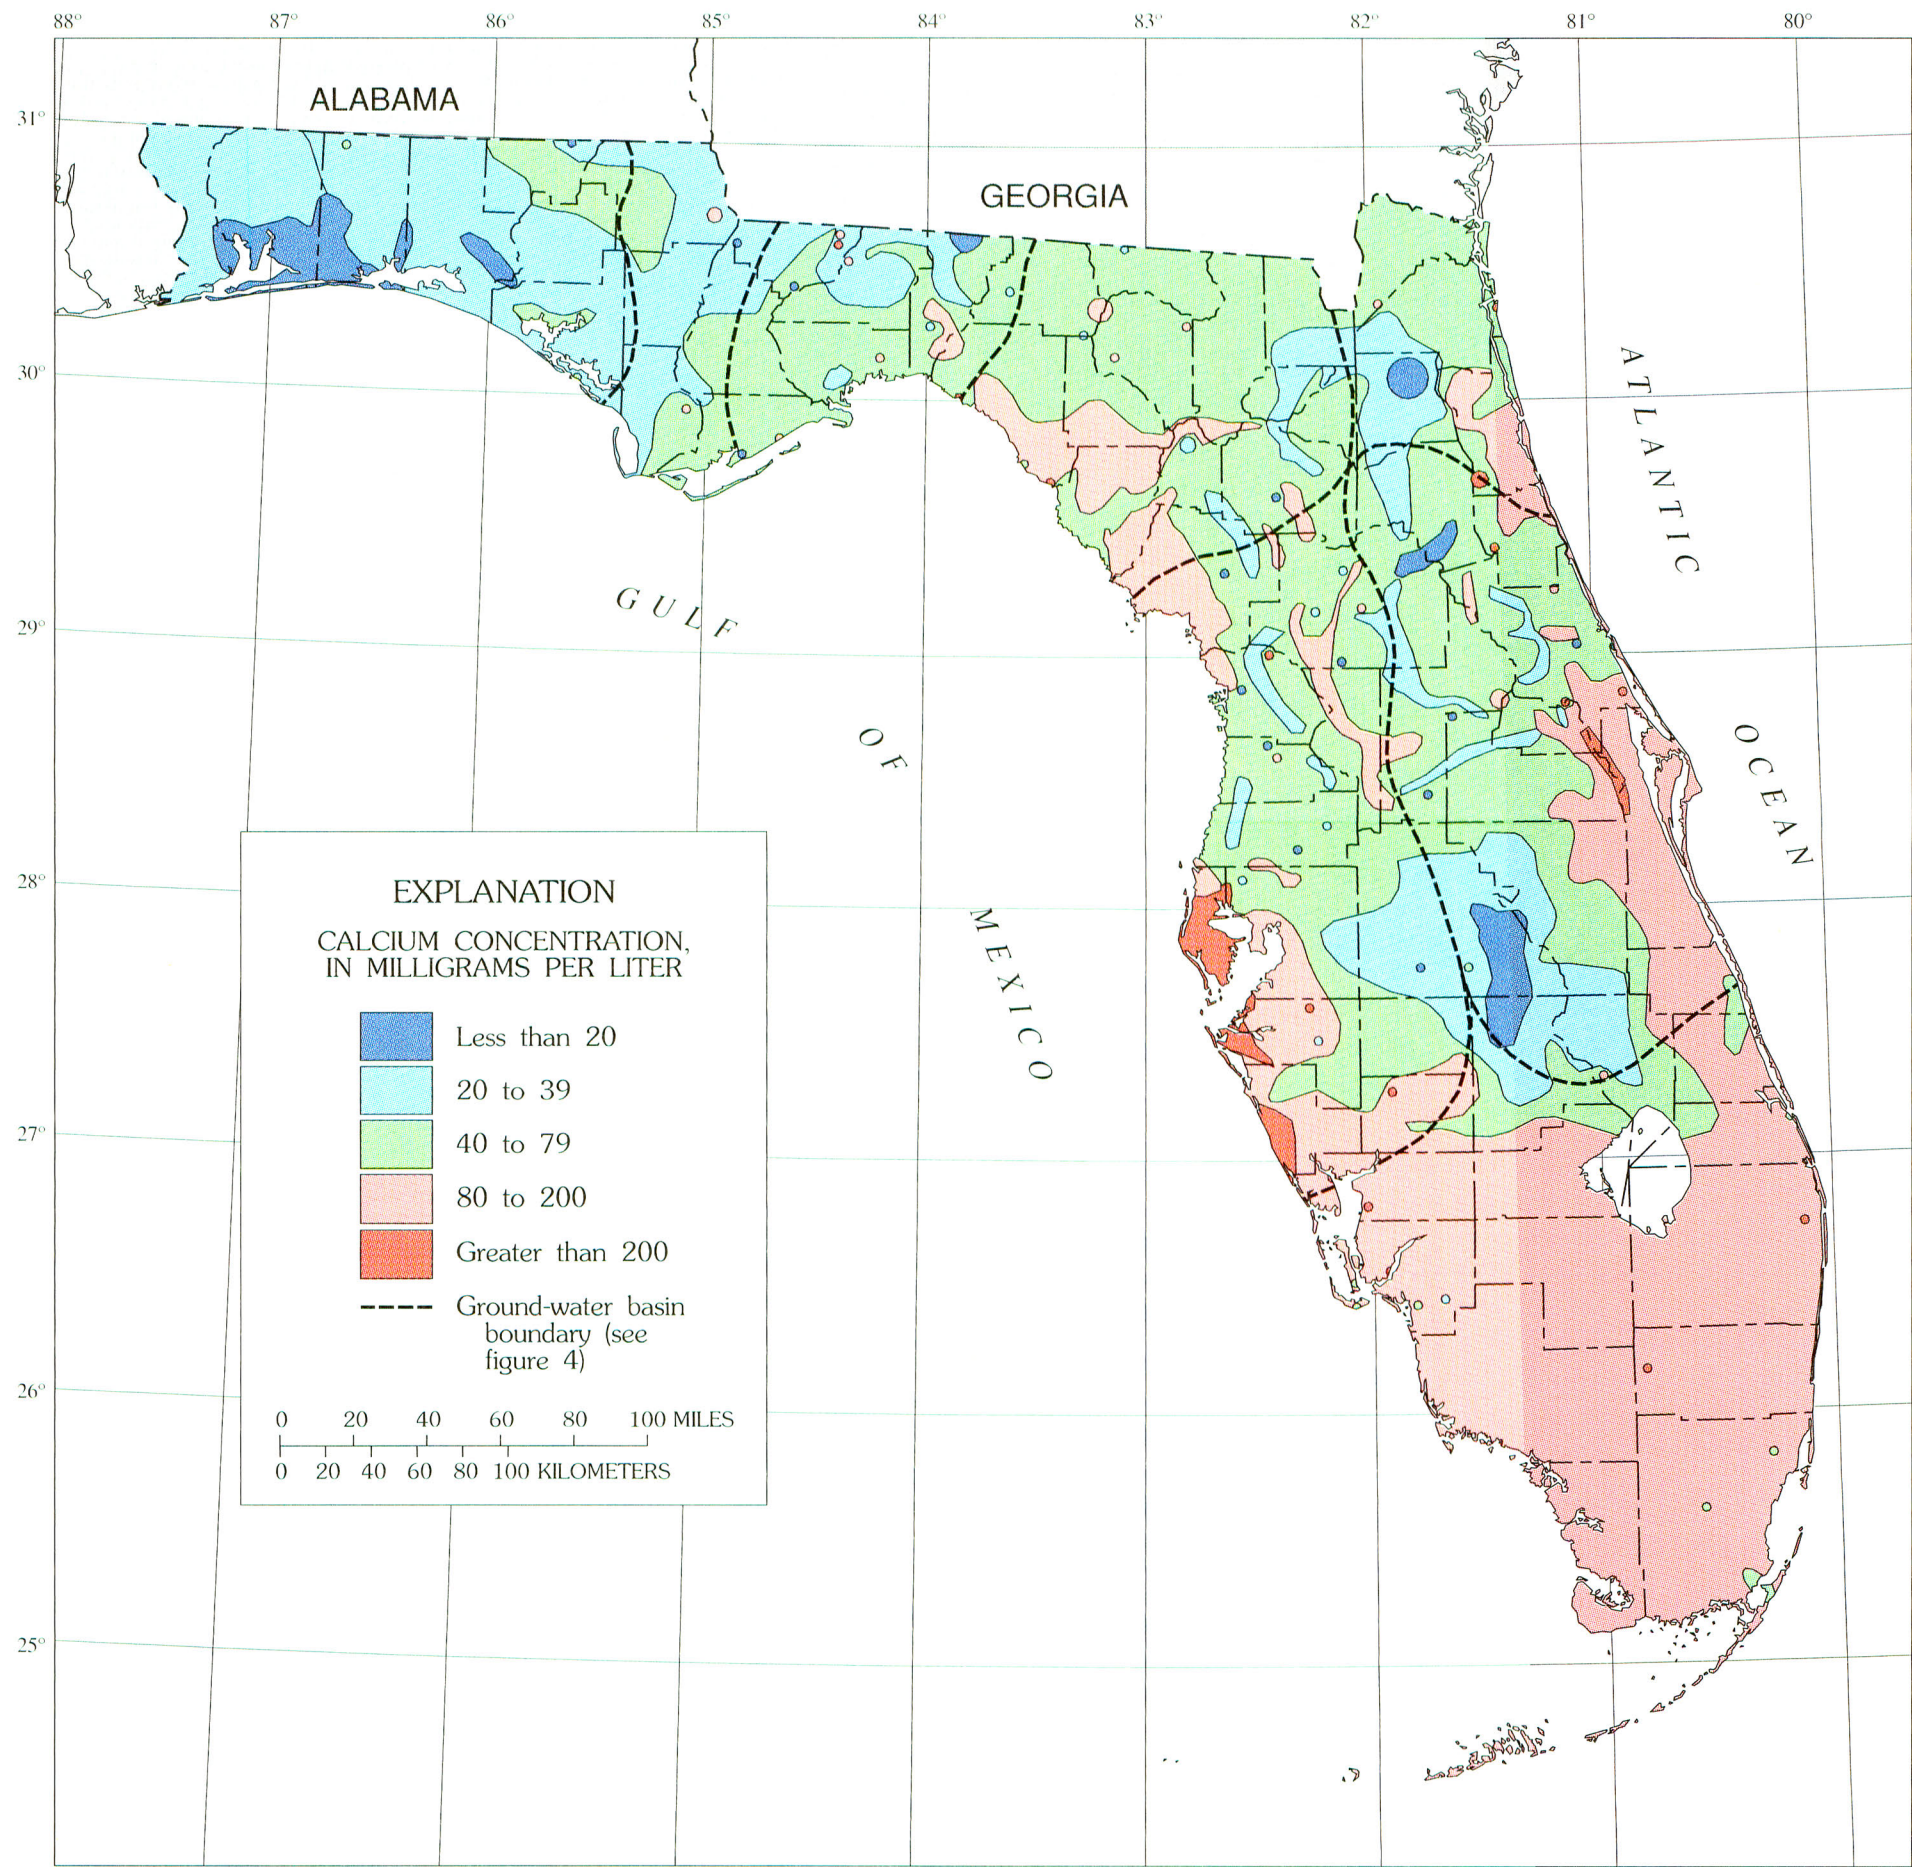 88° 87° 86° 85° 84° 83° 82° 81° 80°
31°
30°
29°
28°
27°
26°
25°
ALABAMA
GEORGIA
ATLANTIC
OCEAN
GULF
OF
MEXICO
EXPLANATION
CALCIUM CONCENTRATION,
IN MILLIGRAMS PER LITER
Less than 20
20 to 39
40 to 79
80 to 200
Greater than 200
Ground-water basin
boundary (see
figure 4)
0 20 40 60 80 100 MILES
0 20 40 60 80 100 KILOMETERS